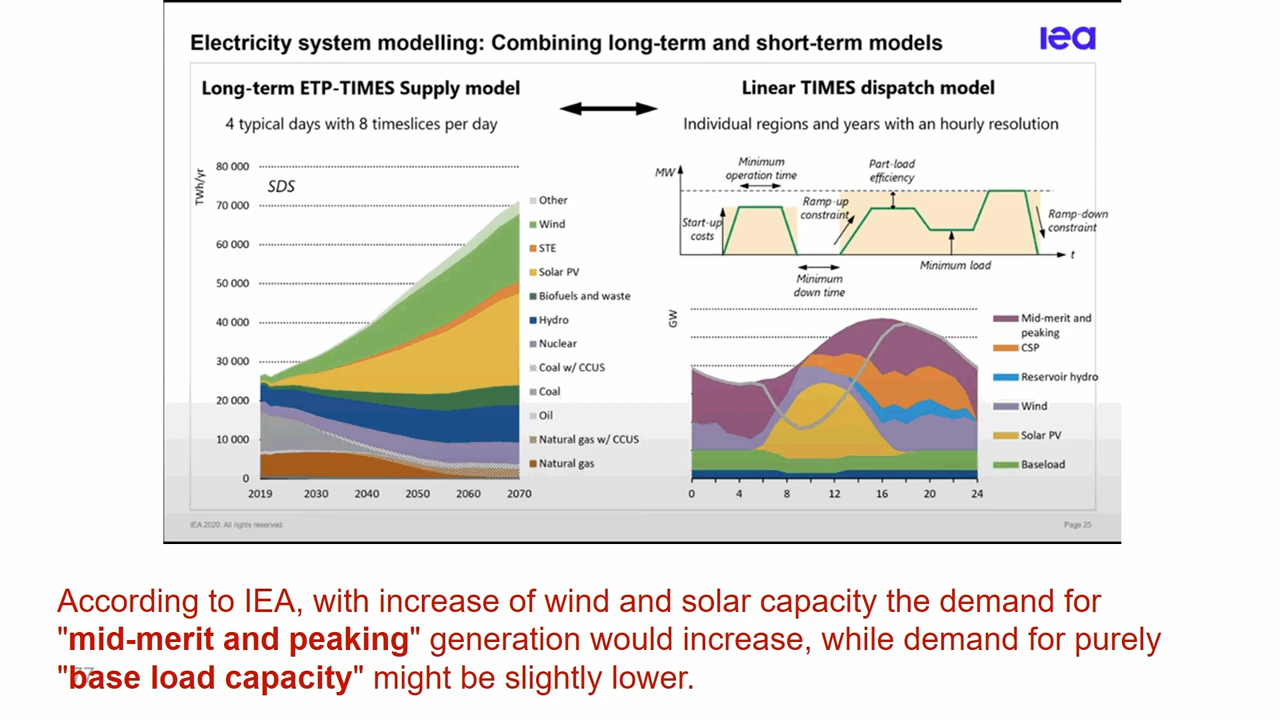 Electricity system modelling: Combining long-term and short-term models
iea
Long-term ETP-TIMES Supply model
4 typical days with 8 timeslices per day
TWh/yr
80 000
70 000
60 000
50 000
40 000
30 000
20 000
10 000
0
SDS
2019 2030 2040 2050 2060 2070
Other
Wind
STE
Solar PV
Biofuels and waste
Hydro
Nuclear
Coal w/ CCUS
Coal
Oil
Natural gas w/ CCUS
Natural gas
Linear TIMES dispatch model
Individual regions and years with an hourly resolution
MW
Minimum
operation time
Part-load
efficiency
Start-up
costs
Ramp-up
constraint
Ramp-down
constraint
t
Minimum load
Minimum
down time
GW
0 4 8 12 16 20 24
Mid-merit and
peaking
CSP
Reservoir hydro
Wind
Solar PV
Baseload
IEA 2020. All rights reserved.
Page 25
According to IEA, with increase of wind and solar capacity the demand for
"mid-merit and peaking" generation would increase, while demand for purely
"base load capacity" might be slightly lower.
77